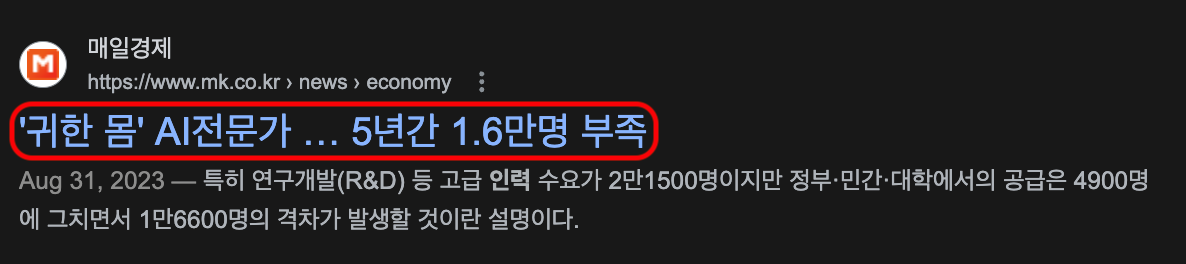 매일경제
https://www.mk.co.kr › news › economy
'귀한 몸' AI전문가 ... 5년간 1.6만명 부족
Aug 31, 2023 — 특히 연구개발(R&D) 등 고급 인력 수요가 2만1500명이지만 정부·민간·대학에서의 공급은 4900명
에 그치면서 1만6600명의 격차가 발생할 것이란 설명이다.